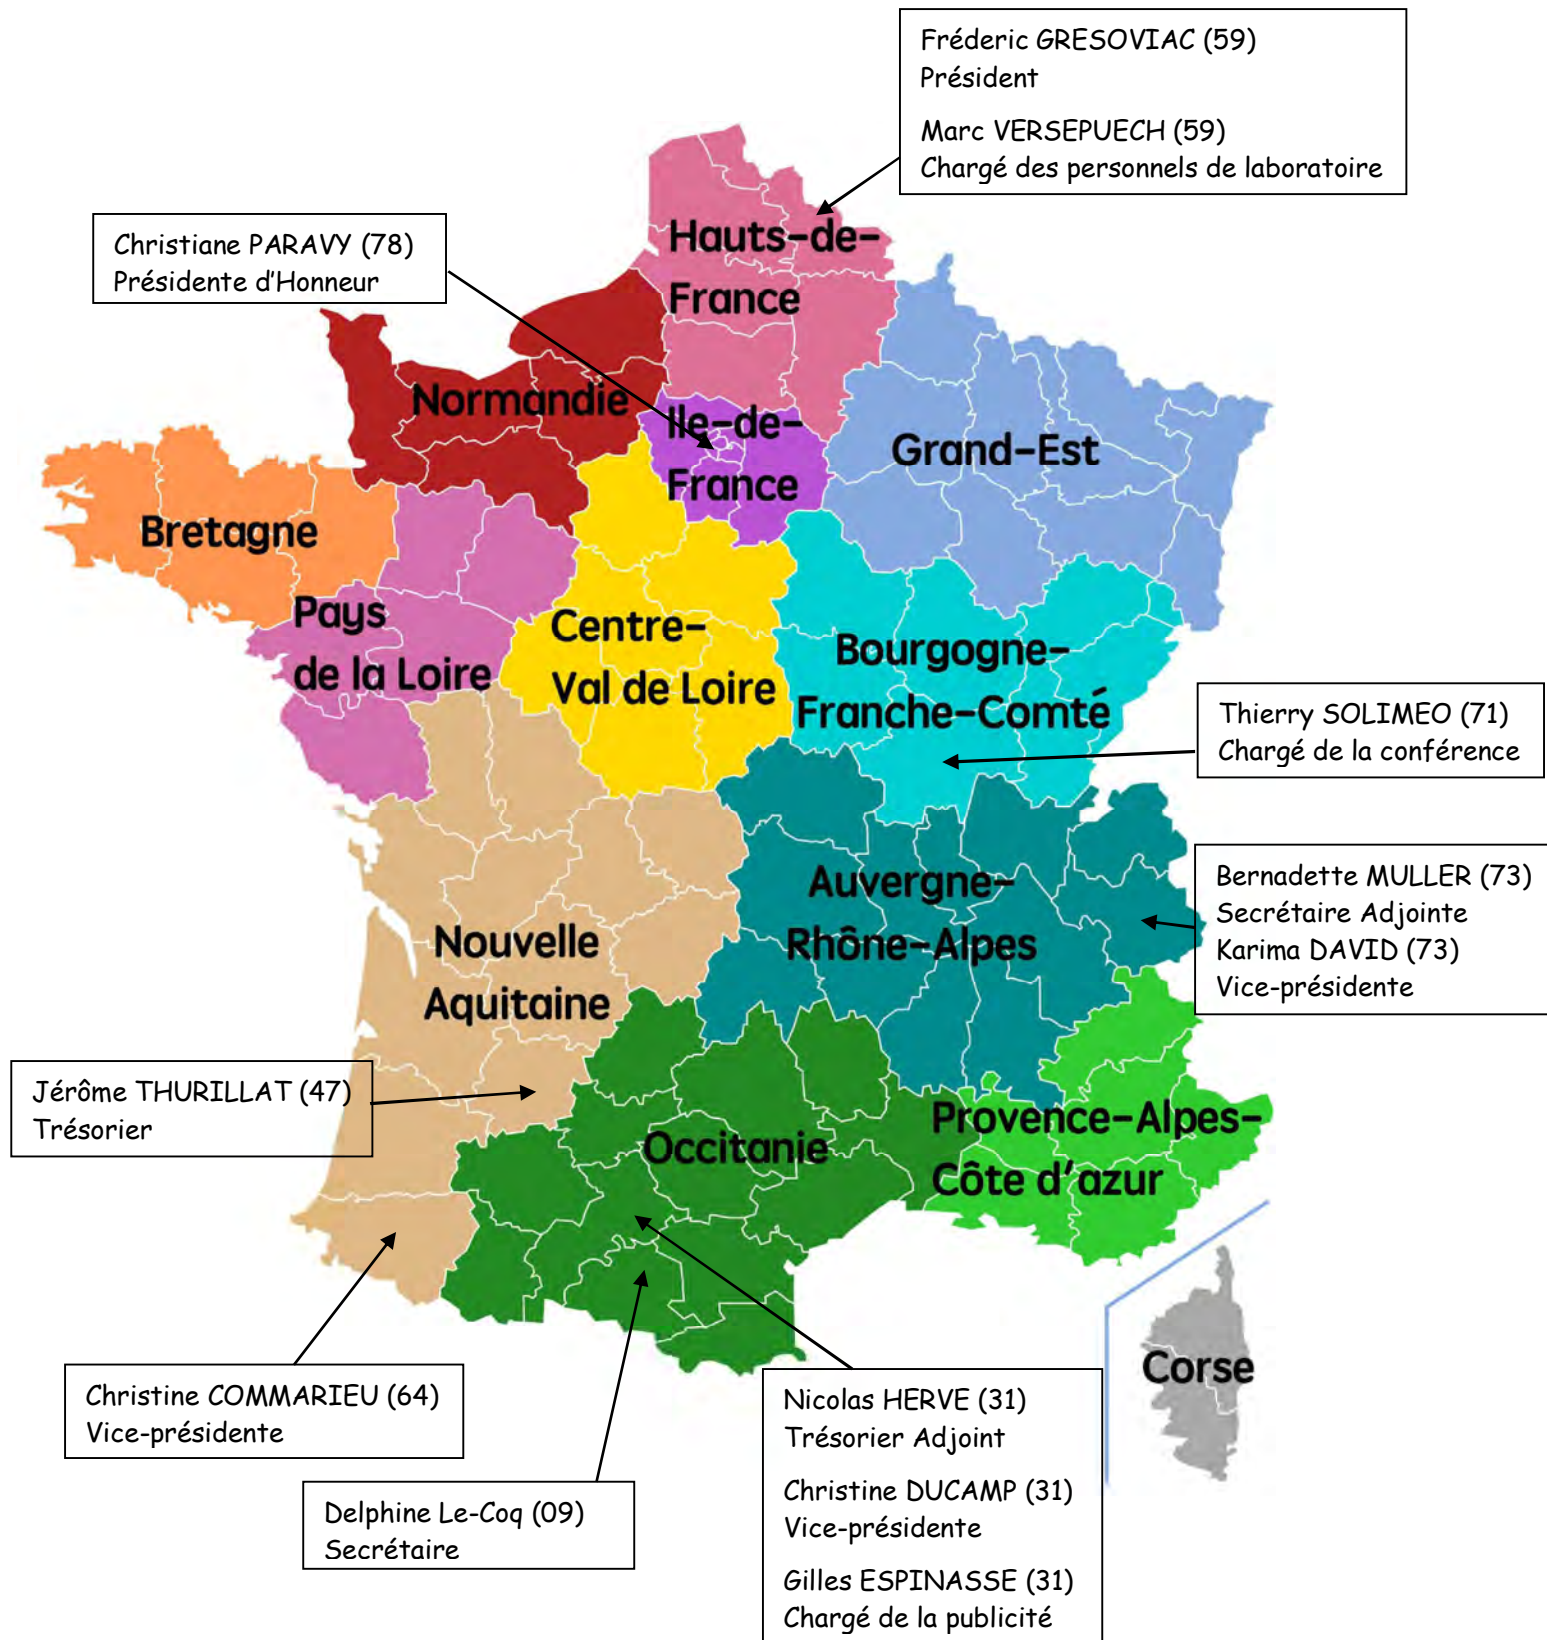 Fréderic GRESOVIAC (59)
Président
Marc VERSEPUECH (59)
Chargé des personnels de laboratoire
Christiane PARAVY (78)
Présidente d'Honneur
Hauts-de-
France
Normandie
Ile-de-
France
Grand-Est
Bretagne
Pays
de la Loire
Centre-
Val de Loire
Bourgogne-
Franche-Comté
Thierry SOLIMEO (71)
Chargé de la conférence
Auvergne-
Rhône-Alpes
Bernadette MULLER (73)
Secrétaire Adjointe
Karima DAVID (73)
Vice-présidente
Nouvelle
Aquitaine
Jérôme THURILLAT (47)
Trésorier
Occitanie
Provence-Alpes-
Côte d'azur
Corse
Christine COMMARIEU (64)
Vice-présidente
Delphine Le-Coq (09)
Secrétaire
Nicolas HERVE (31)
Trésorier Adjoint
Christine DUCAMP (31)
Vice-présidente
Gilles ESPINASSE (31)
Chargé de la publicité